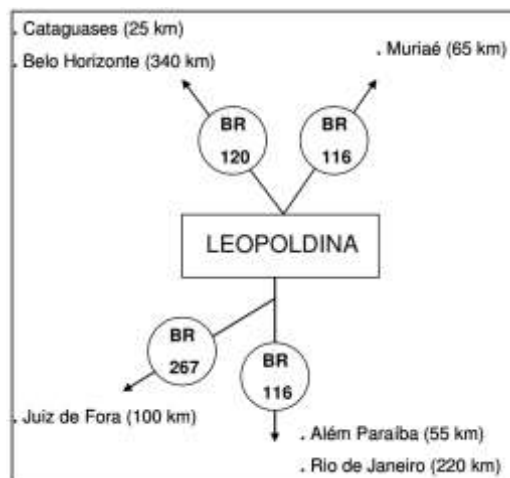 . Cataguases (25 km)
. Belo Horizonte (340 km)
. Muriaé (65 km)
BR
120
BR
116
LEOPOLDINA
BR
267
BR
116
. Juiz de Fora (100 km)
. Além Paraíba (55 km)
. Rio de Janeiro (220 km)